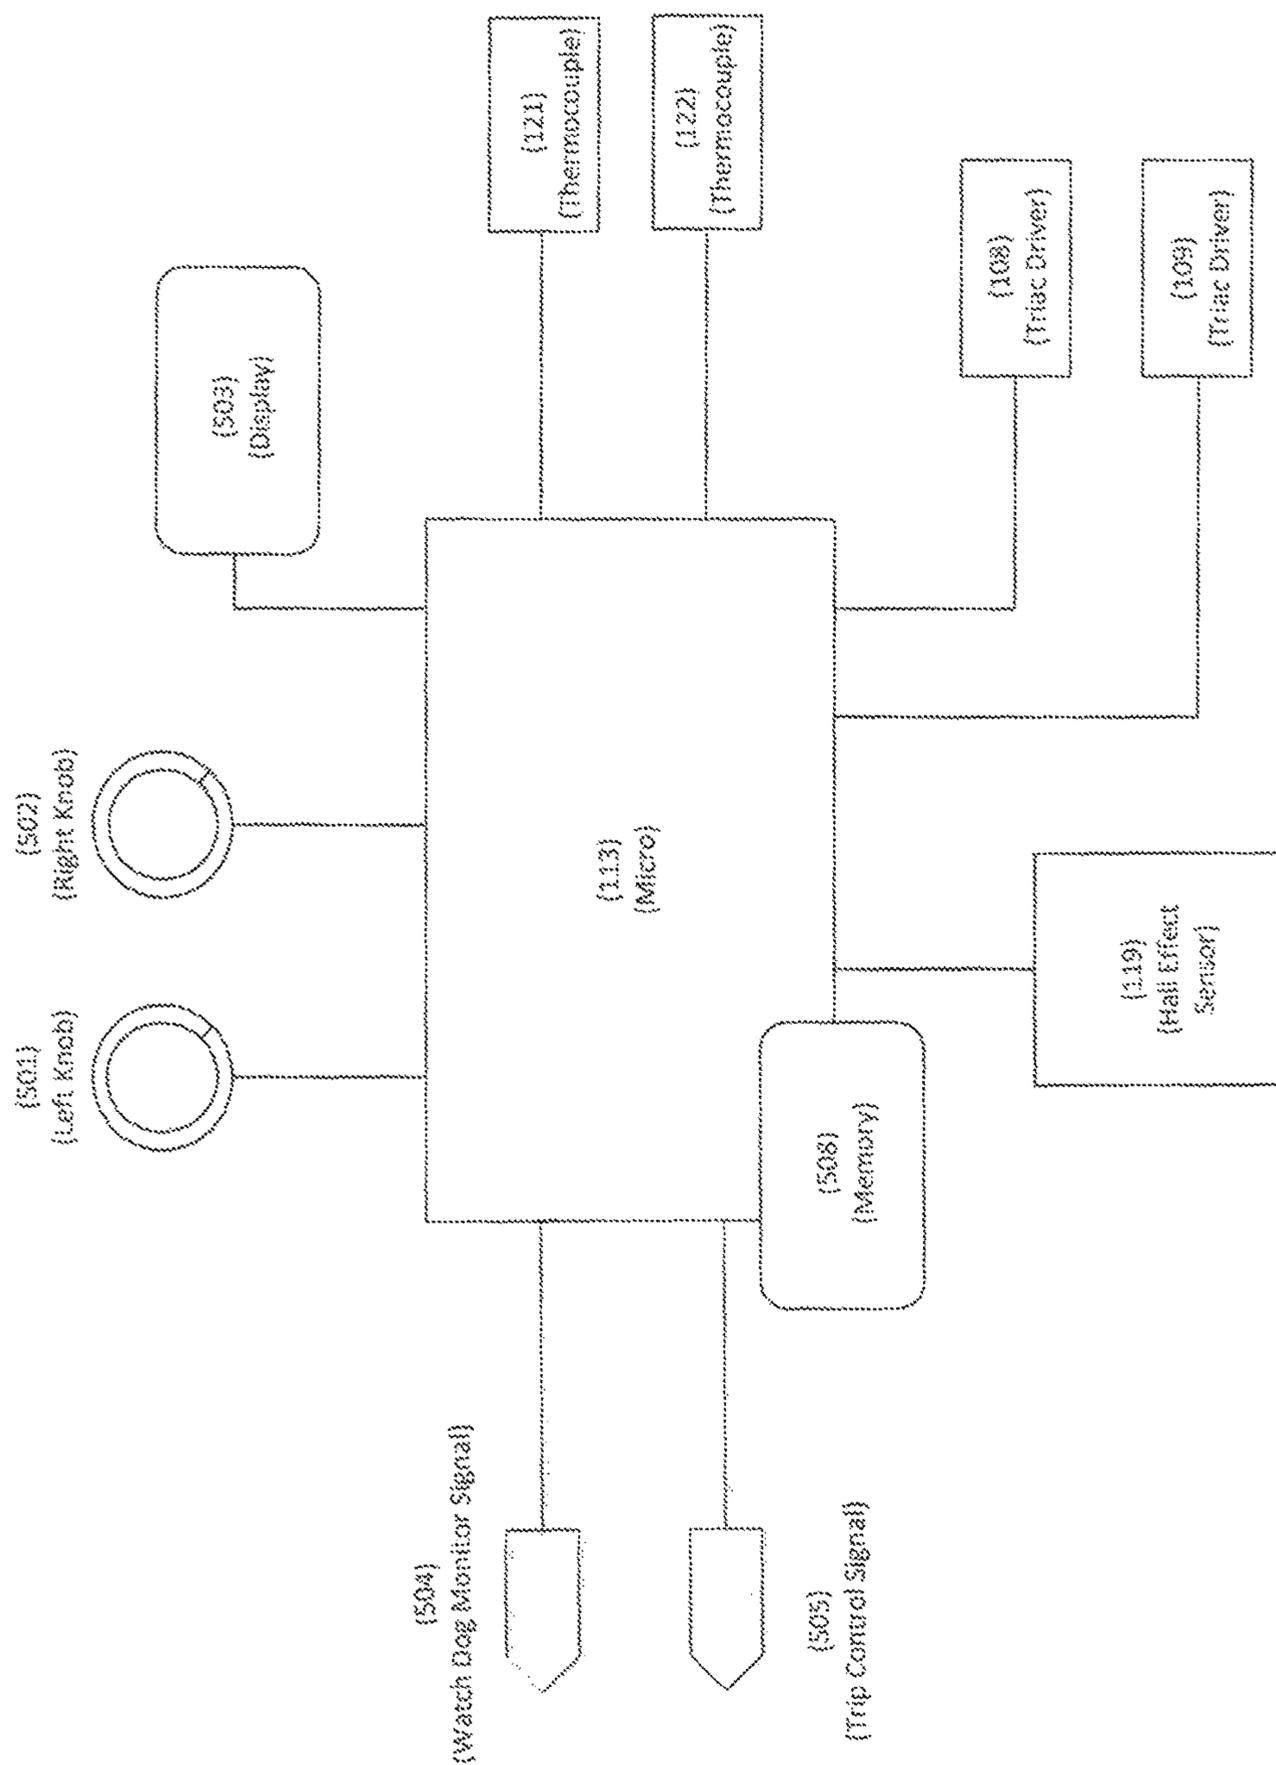 {501}
{Left Knob}
{502}
{Right Knob}
{503}
{Display}
{504}
{Watch Dog Monitor Signal}
{121}
{Thermocouple}
{113}
{Micro}
{122}
{Thermocouple}
{505}
{Trip Control Signal}
{508}
{Memory}
{108}
{Triac Driver}
{119}
{Hall Effect
Sensor}
{109}
{Triac Driver}